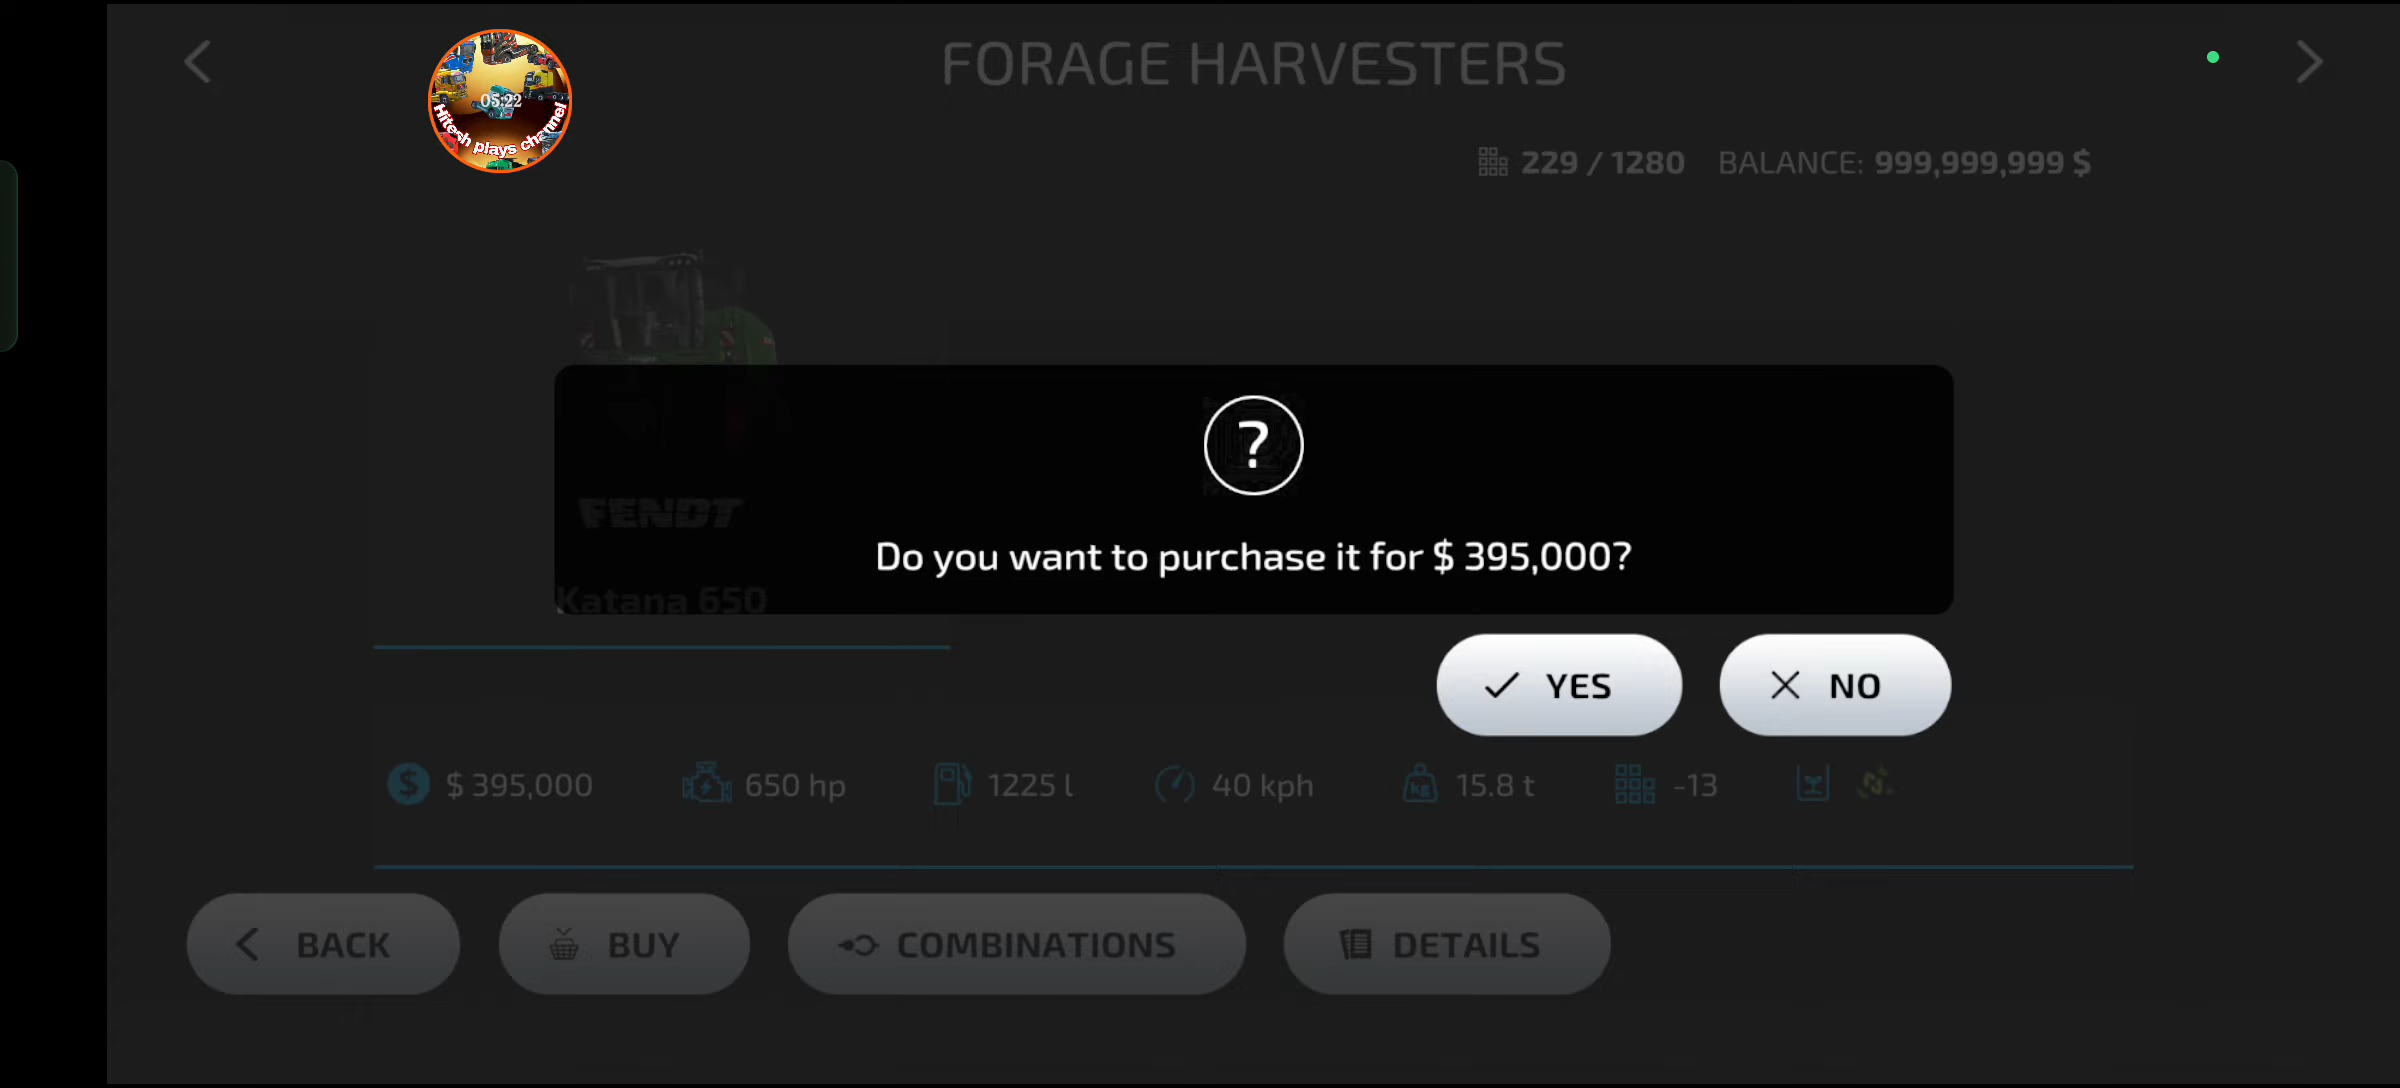 FORAGE HARVESTERS
05:22
Hitesh plays channel
229 / 1280 BALANCE: 999,999,999 $
?
FENDT
Do you want to purchase it for $ 395,000?
Katana 650
YES NO
$ 395,000 650 hp 1225 l 40 kph kg 15.8 t -13
BACK BUY COMBINATIONS DETAILS